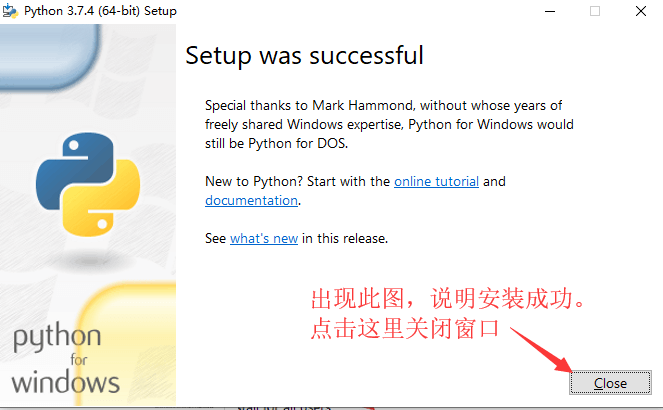 Python 3.7.4 (64-bit) Setup
Setup was successful
Special thanks to Mark Hammond, without whose years of
freely shared Windows expertise, Python for Windows would
still be Python for DOS.
New to Python? Start with the online tutorial and
documentation.
See what's new in this release.
出现此图，说明安装成功。
点击这里关闭窗口
python
for
windows
Close